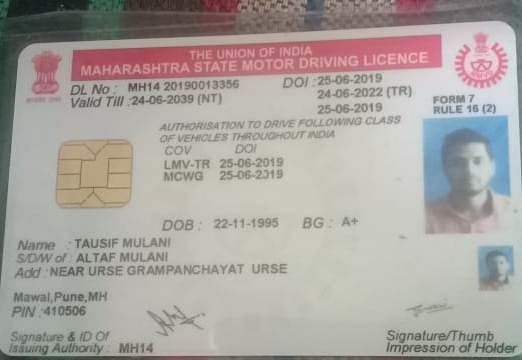 THE UNION OF INDIA
MAHARASHTRA STATE MOTOR DRIVING LICENCE
DL No : MH14 20190013356 DOI : 25-06-2019
Valid Till : 24-06-2039 (NT) 24-06-2022 (TR)
25-06-2019
FORM 7
RULE 16 (2)
AUTHORISATION TO DRIVE FOLLOWING CLASS
OF VEHICLES THROUGHOUT INDIA
COV DOI
LMV-TR 25-06-2019
MCWG 25-06-2019
DOB : 22-11-1995 BG : A+
Name : TAUSIF MULANI
S/D/W of : ALTAF MULANI
Add : NEAR URSE GRAMPANCHAYAT URSE
Mawal,Pune,MH
PIN : 410506
Signature & ID Of
Issuing Authority : MH14
Signature/Thumb
Impression of Holder